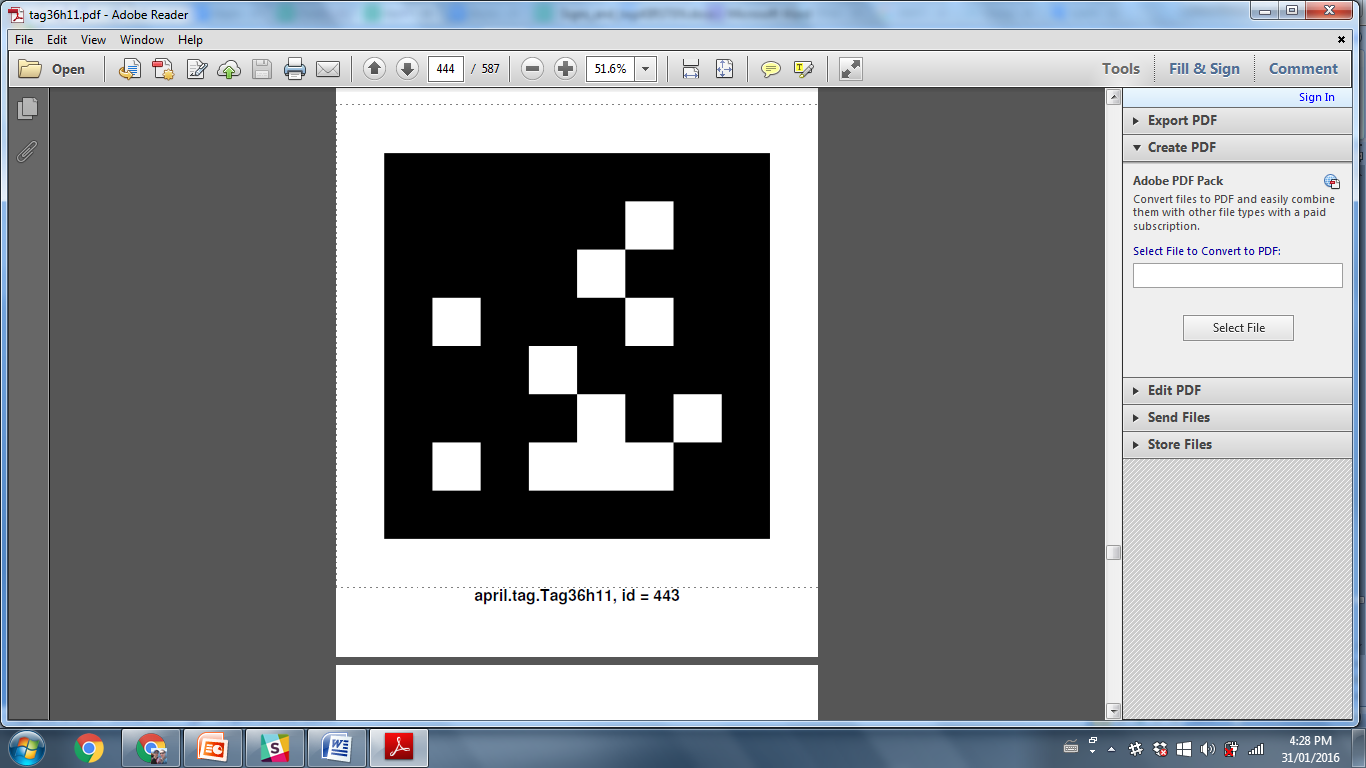 tag36h11.pdf - Adobe Reader
File Edit View Window Help
Open 444 / 587 51.6% Tools Fill & Sign Comment
Sign In
Export PDF
Create PDF
Adobe PDF Pack
Convert files to PDF and easily combine
them with other file types with a paid
subscription.
Select File to Convert to PDF:
Select File
Edit PDF
Send Files
Store Files
april.tag.Tag36h11, id = 443
4:28 PM
31/01/2016